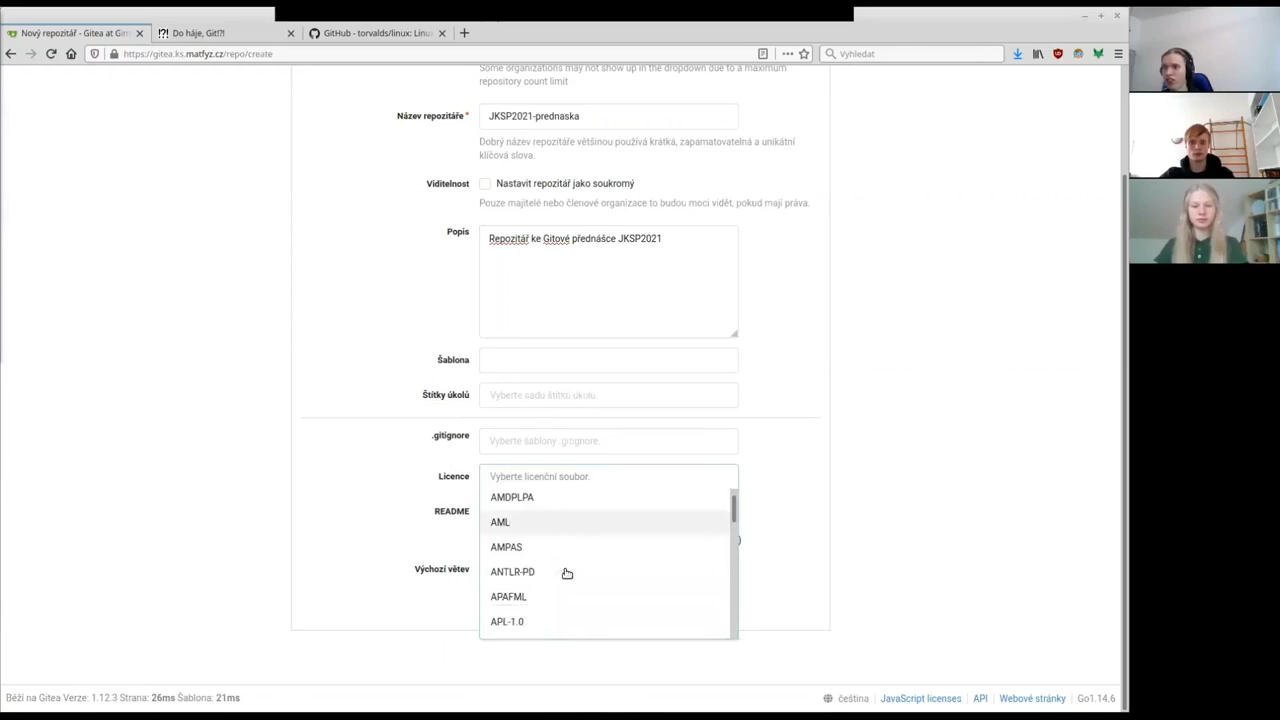 Nový repozitář - Gitea at Gim
Do háje, Git!?!
GitHub - torvalds/linux: Linu
https://gitea.ks.matfyz.cz/repo/create
Vyhledat
Some organizations may not show up in the dropdown due to a maximum
repository count limit
Název repozitáře*
JKSP2021-prednaska
Dobrý název repozitáře většinou používá krátká, zapamatovatelná a unikátní
klíčová slova.
Viditelnost
Nastavit repozitář jako soukromý
Pouze majitelé nebo členové organizace to budou moci vidět, pokud mají práva.
Popis
Repozitář ke Gitové přednášce JKSP2021
Šablona
Štítky úkolů
Vyberte sadu štítků úkolů.
.gitignore
Vyberte šablony .gitignore.
Licence
Vyberte licenční soubor.
AMDPLPA
README
AML
AMPAS
Výchozí větev
ANTLR-PD
APAFML
APL-1.0
Běží na Gitea Verze: 1.12.3 Strana: 26ms Šablona: 21ms
čeština
JavaScript licenses
API
Webové stránky
Go1.14.6